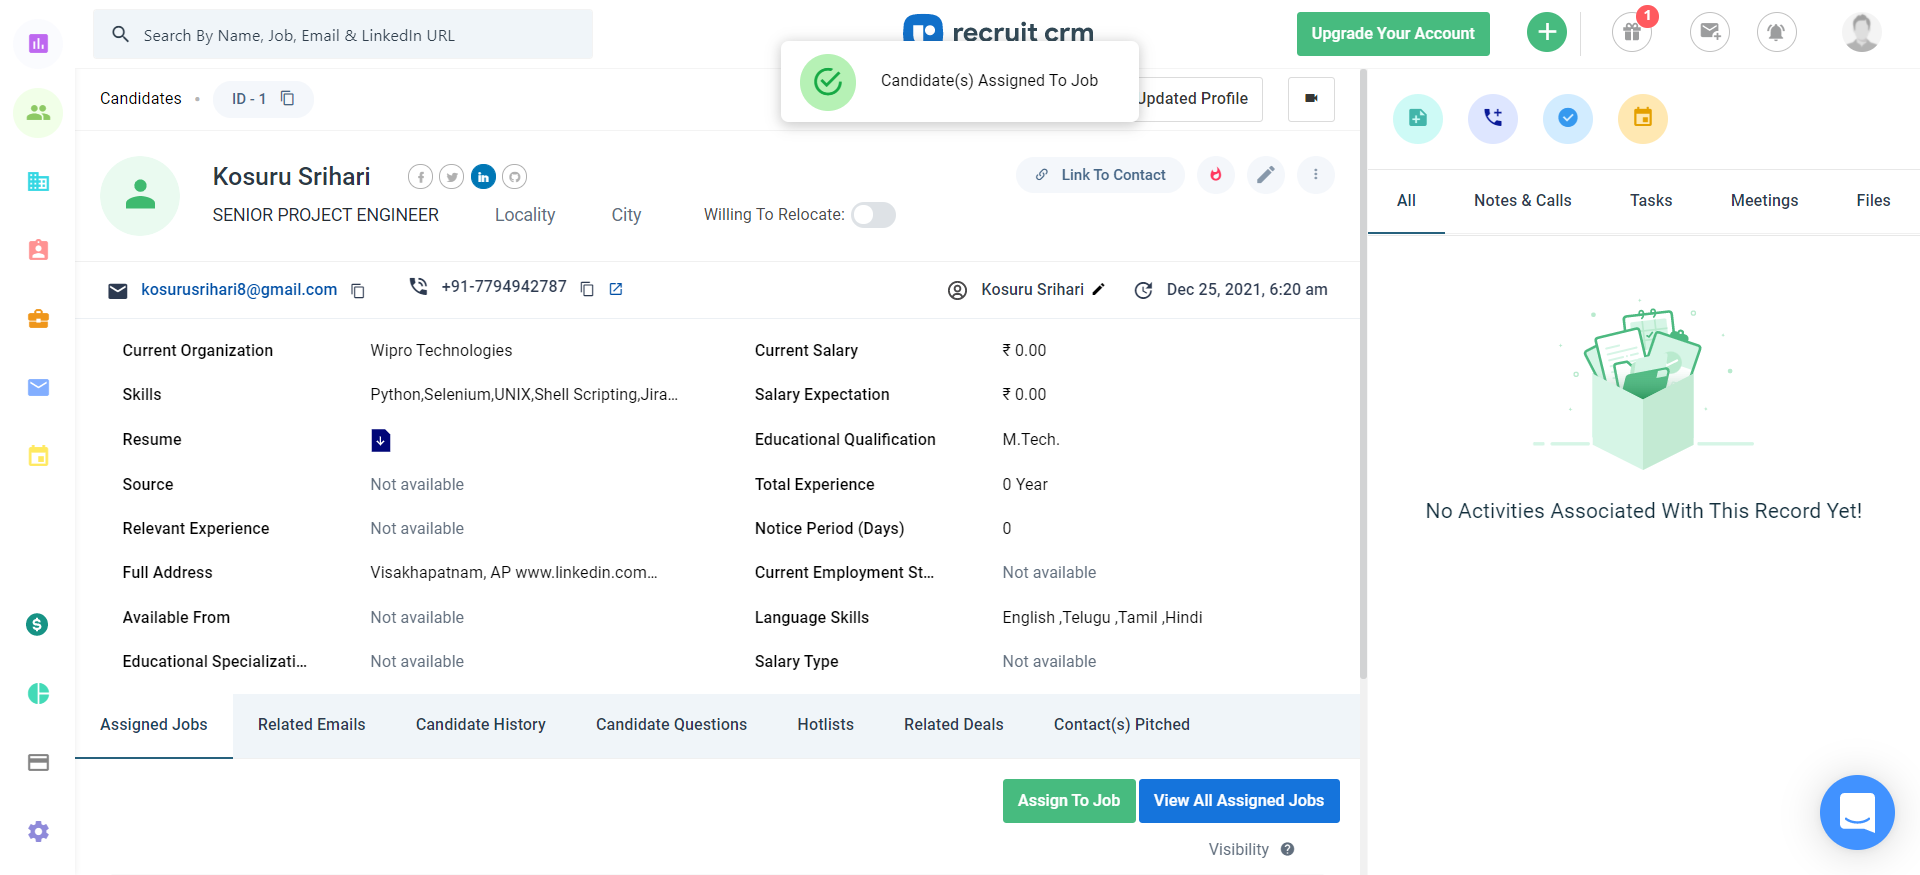 Search By Name, Job, Email & LinkedIn URL
recruit crm
Upgrade Your Account
1
Candidate(s) Assigned To Job
Candidates • ID - 1
Updated Profile
Kosuru Srihari
Link To Contact
SENIOR PROJECT ENGINEER Locality City Willing To Relocate:
kosurusrihari8@gmail.com +91-7794942787 Kosuru Srihari Dec 25, 2021, 6:20 am
Current Organization Wipro Technologies Current Salary ₹ 0.00
Skills Python,Selenium,UNIX,Shell Scripting,Jira... Salary Expectation ₹ 0.00
Resume Educational Qualification M.Tech.
Source Not available Total Experience 0 Year
Relevant Experience Not available Notice Period (Days) 0
Full Address Visakhapatnam, AP www.linkedin.com... Current Employment St... Not available
Available From Not available Language Skills English ,Telugu ,Tamil ,Hindi
Educational Specializati... Not available Salary Type Not available
Assigned Jobs Related Emails Candidate History Candidate Questions Hotlists Related Deals Contact(s) Pitched
Assign To Job View All Assigned Jobs
Visibility
All Notes & Calls Tasks Meetings Files
No Activities Associated With This Record Yet!